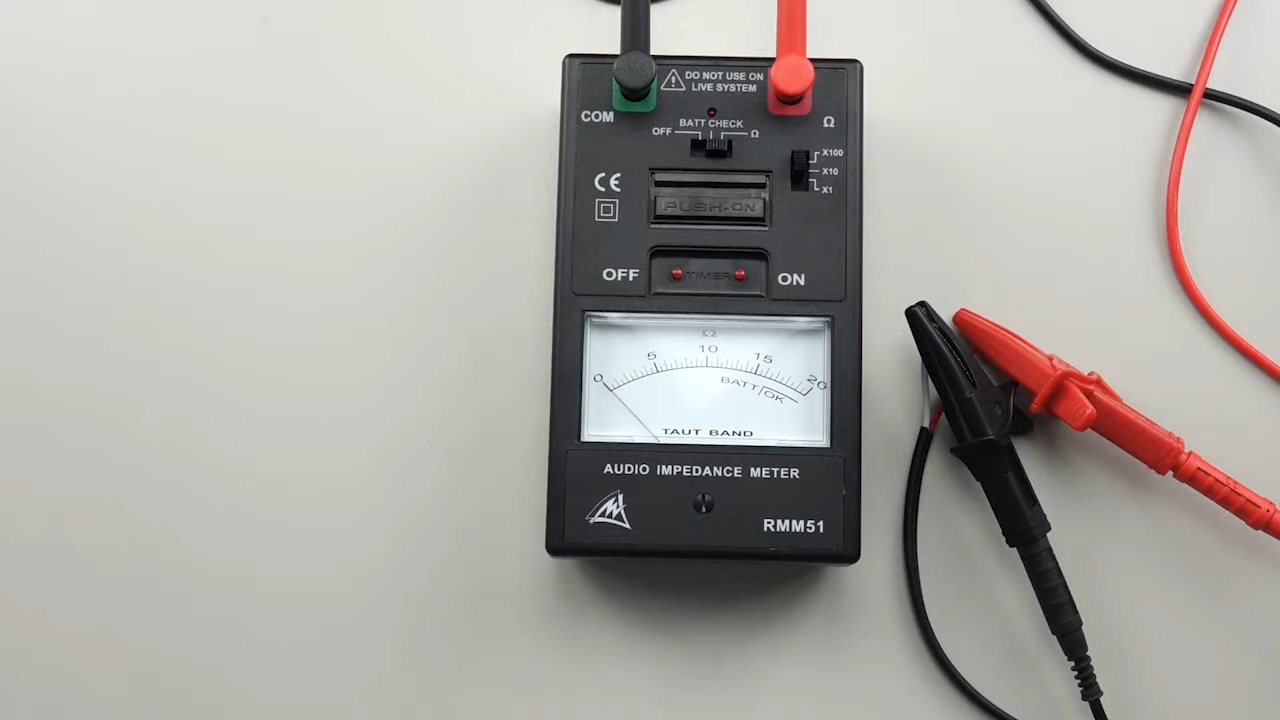 DO NOT USE ON
LIVE SYSTEM
COM
Ω
BATT CHECK
OFF
Ω
X100
X10
X1
CE
PUSH-ON
OFF
TIMER
ON
Ω
0 5 10 15 20
BATT OK
TAUT BAND
AUDIO IMPEDANCE METER
RMM51